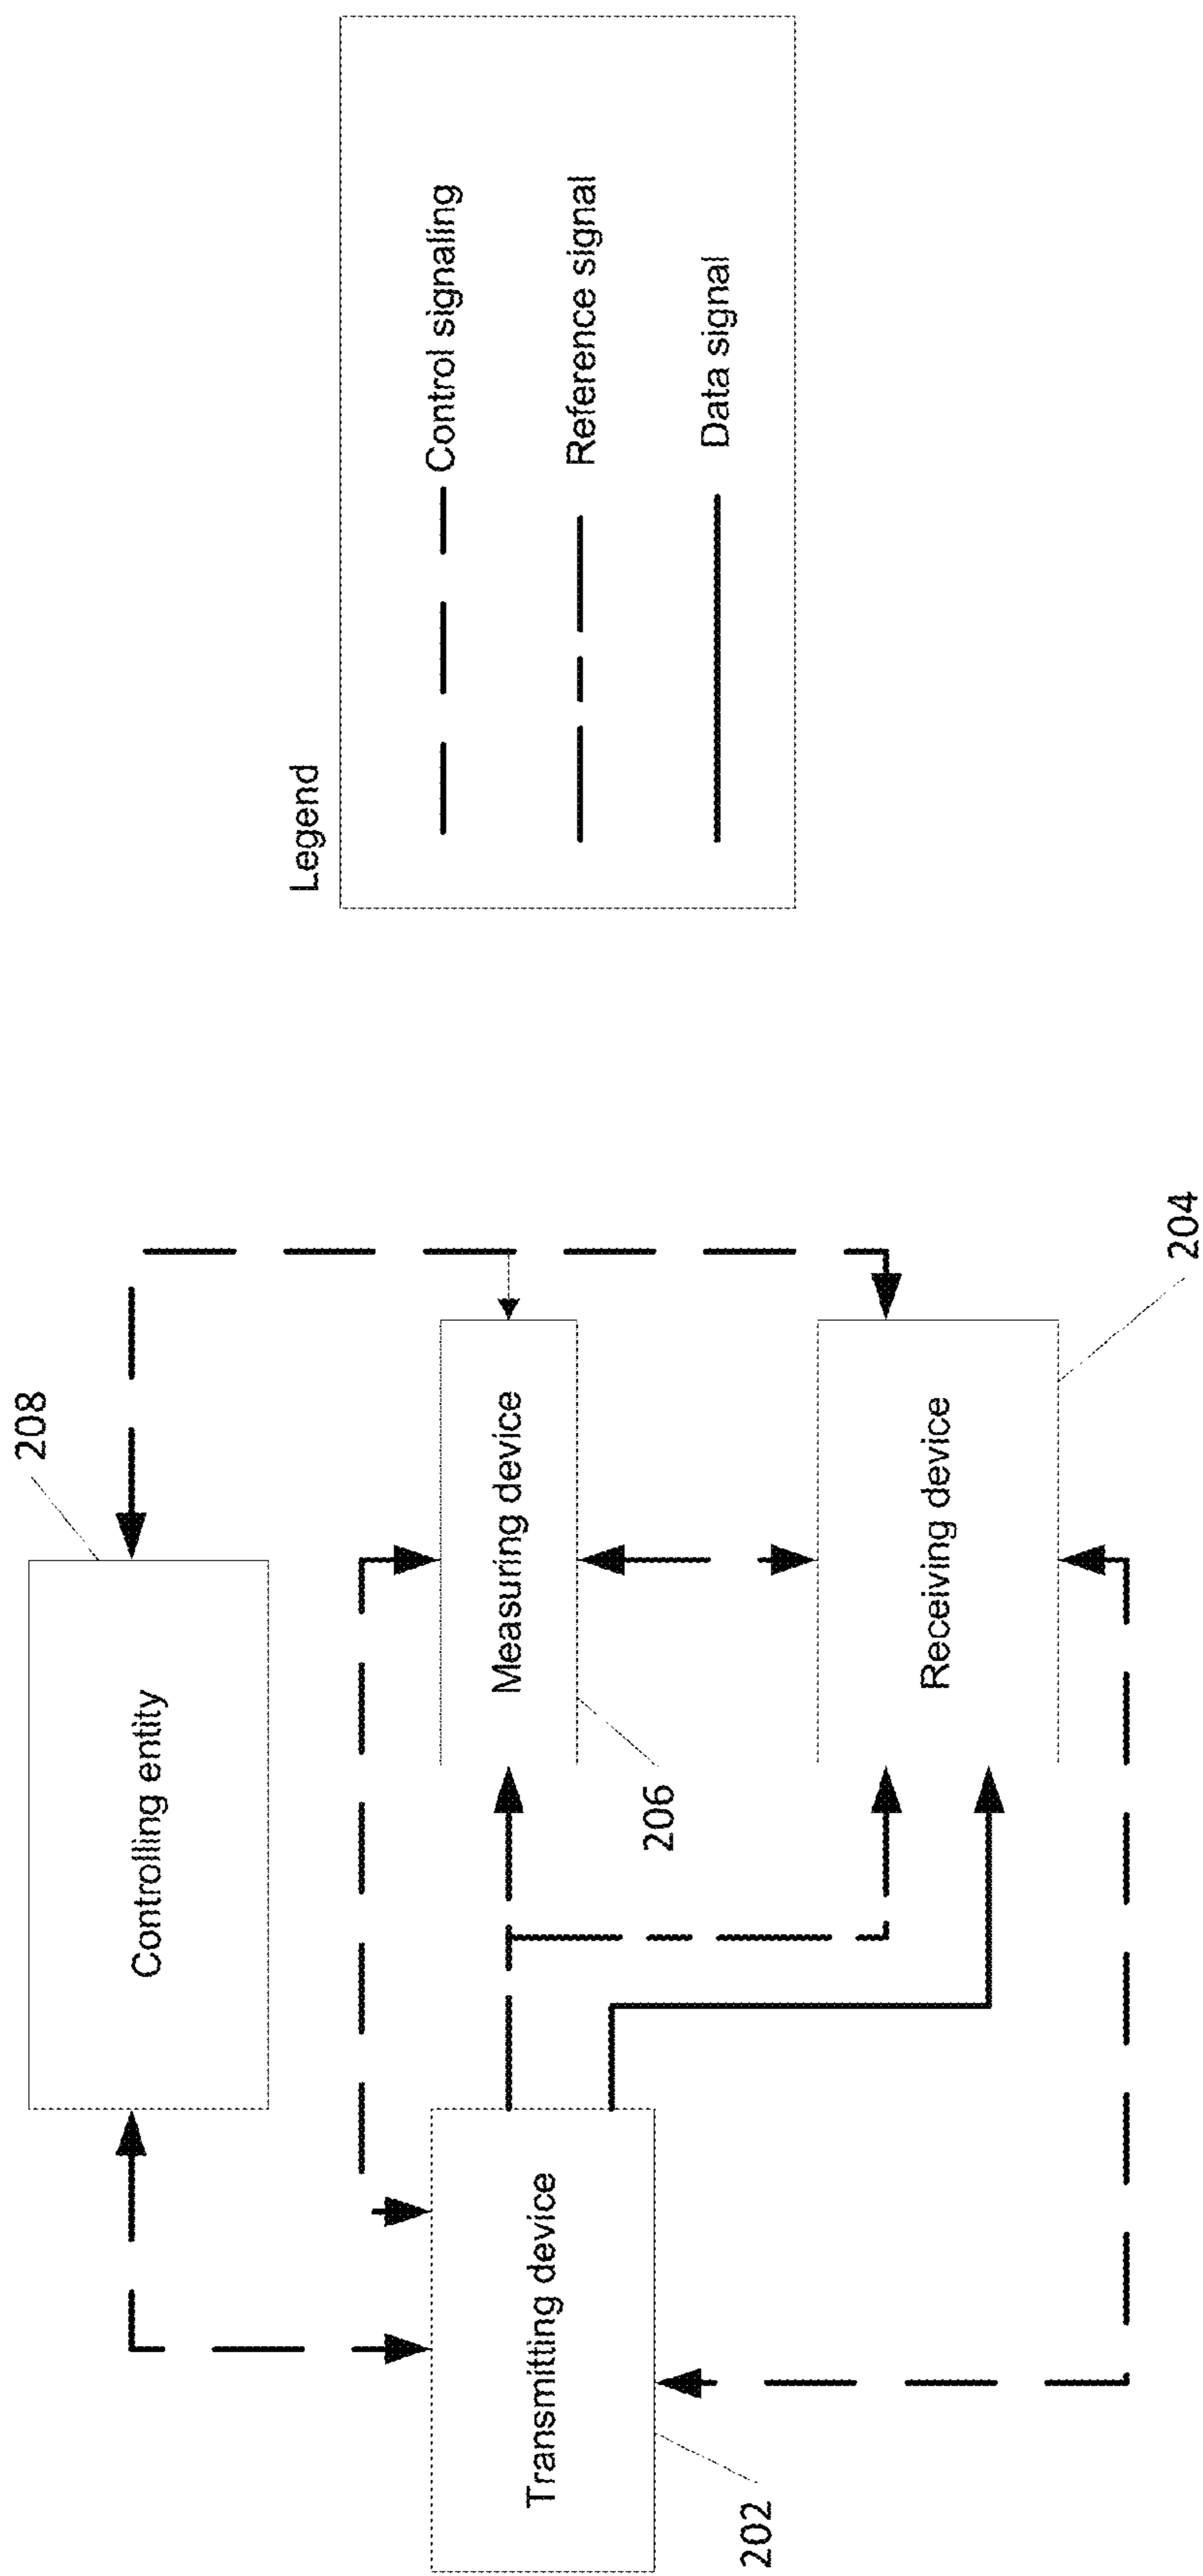 208
Controlling entity
Transmitting device
202
Measuring device
206
Receiving device
204
Legend
Control signaling
Reference signal
Data signal